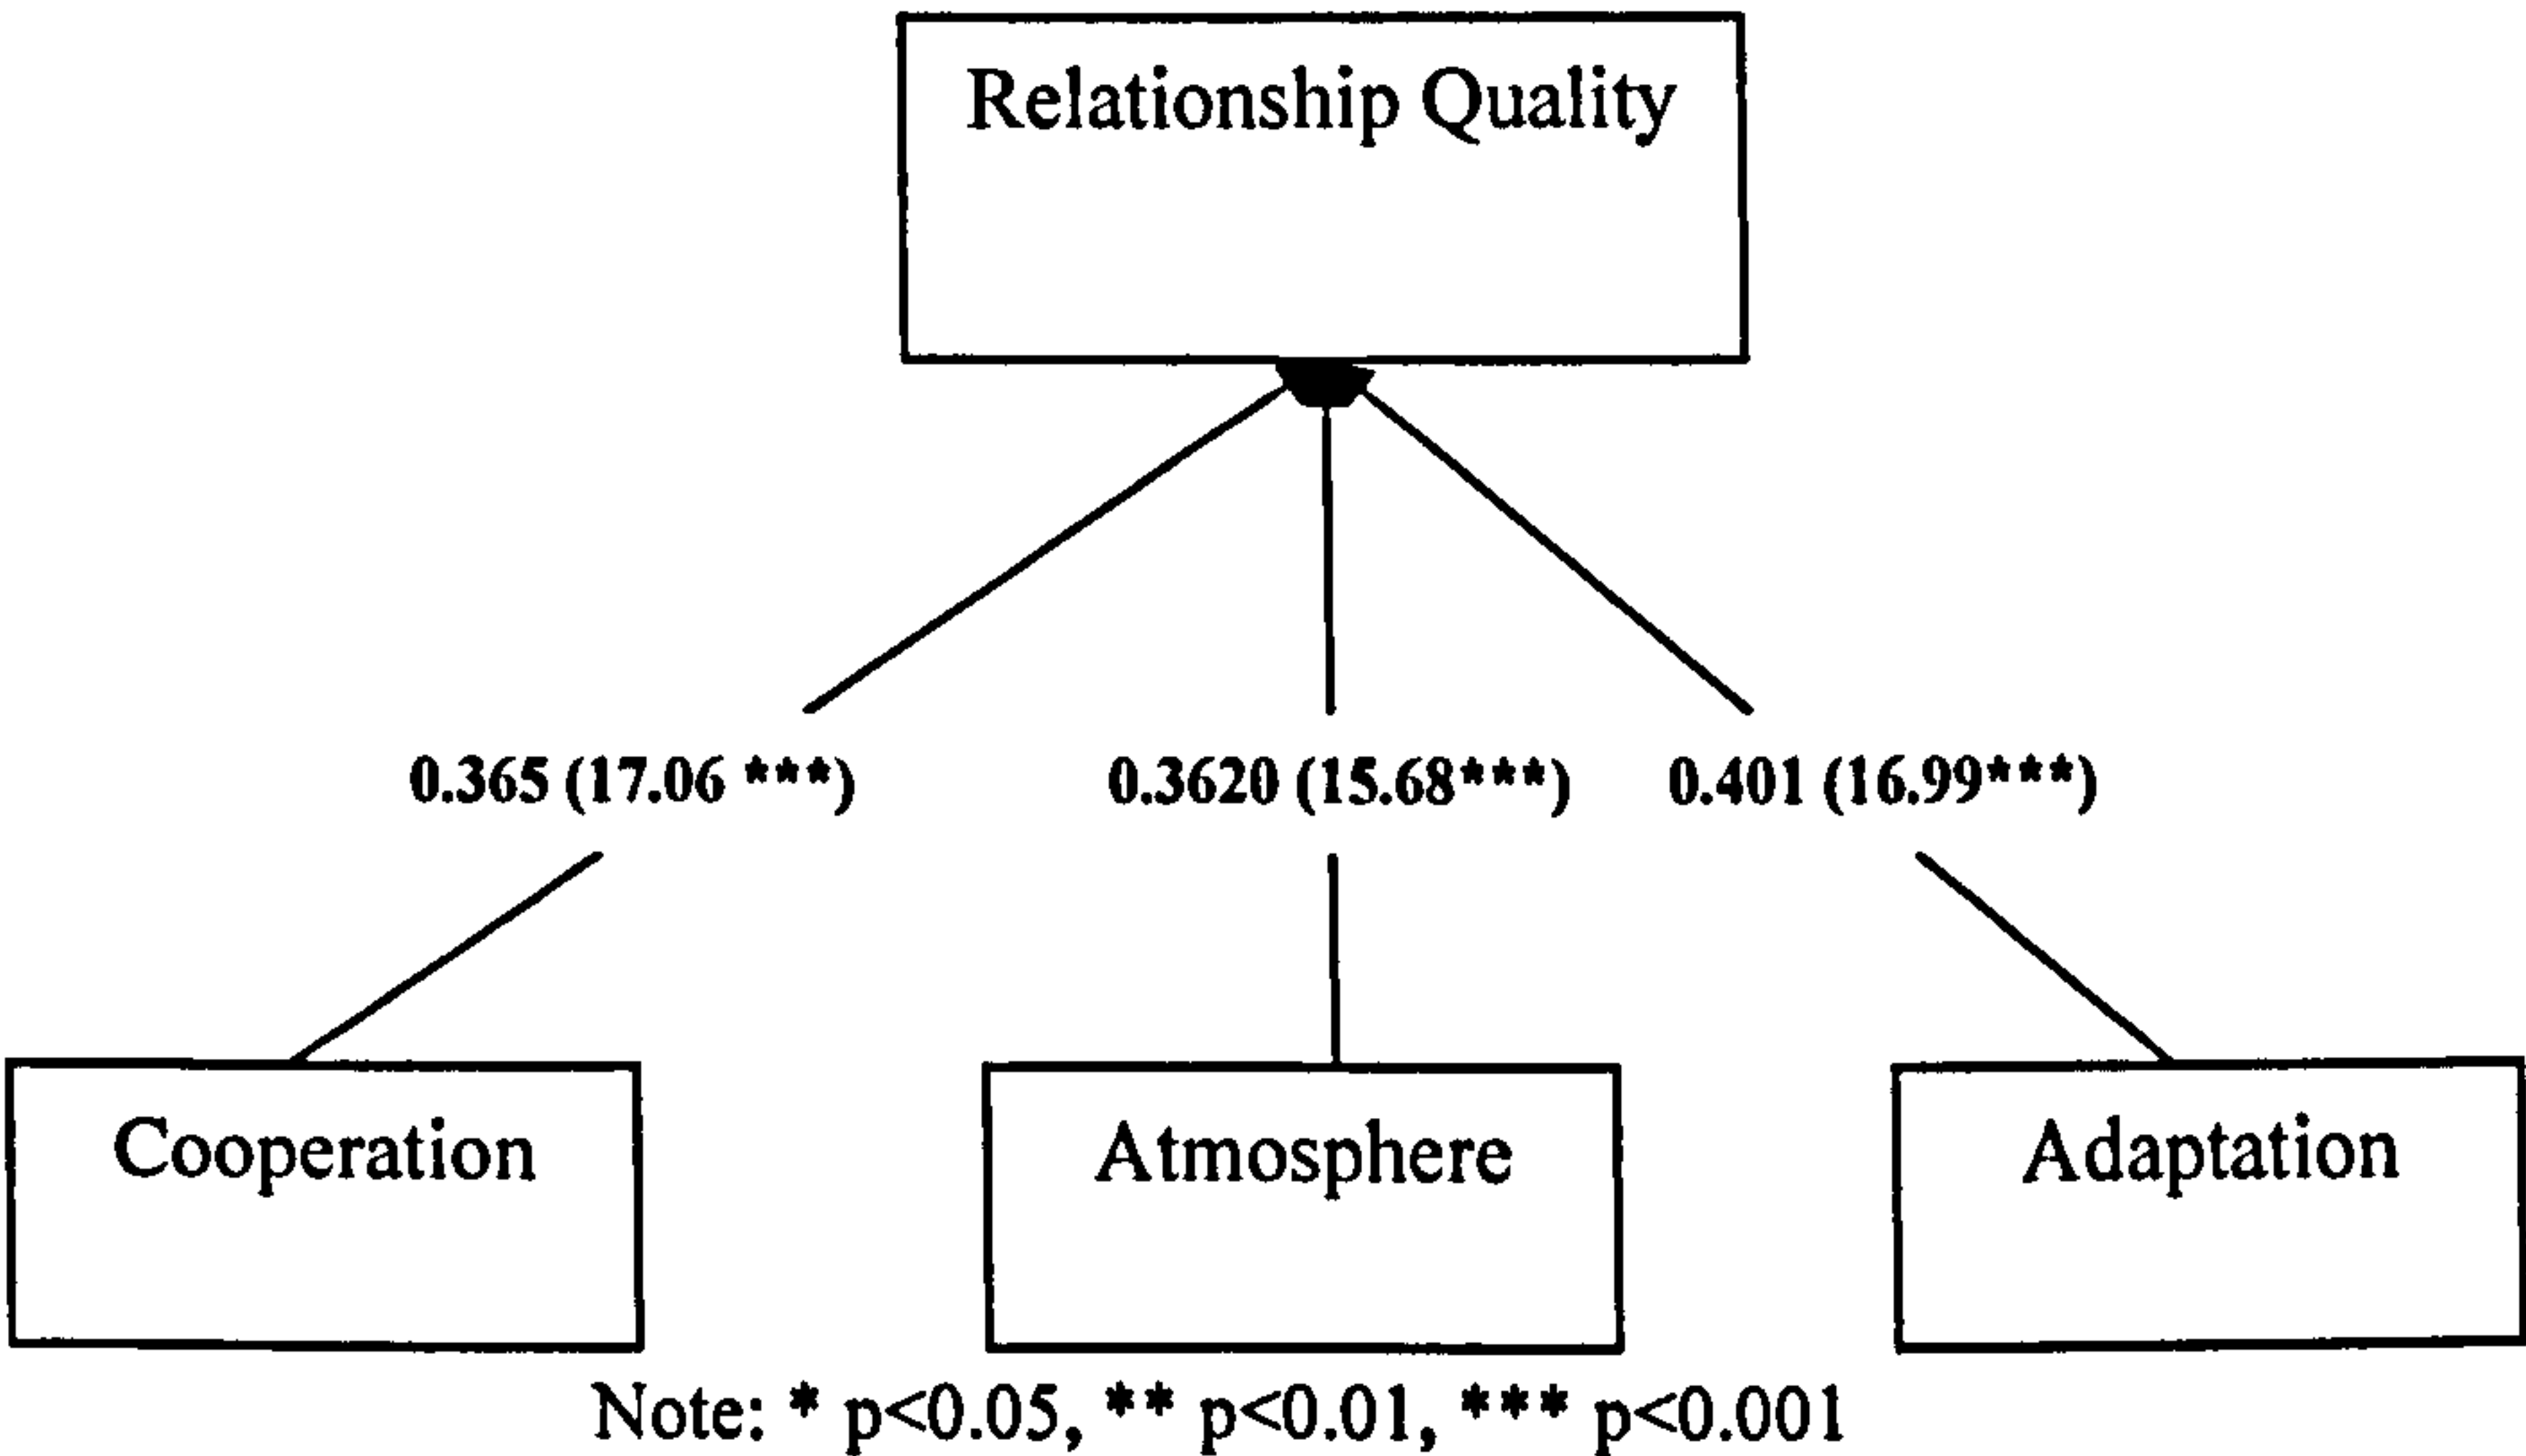 Relationship Quality
0.365 (17.06 ***) 0.3620 (15.68***) 0.401 (16.99***)
Cooperation Atmosphere Adaptation
Note: * p<0.05, ** p<0.01, *** p<0.001